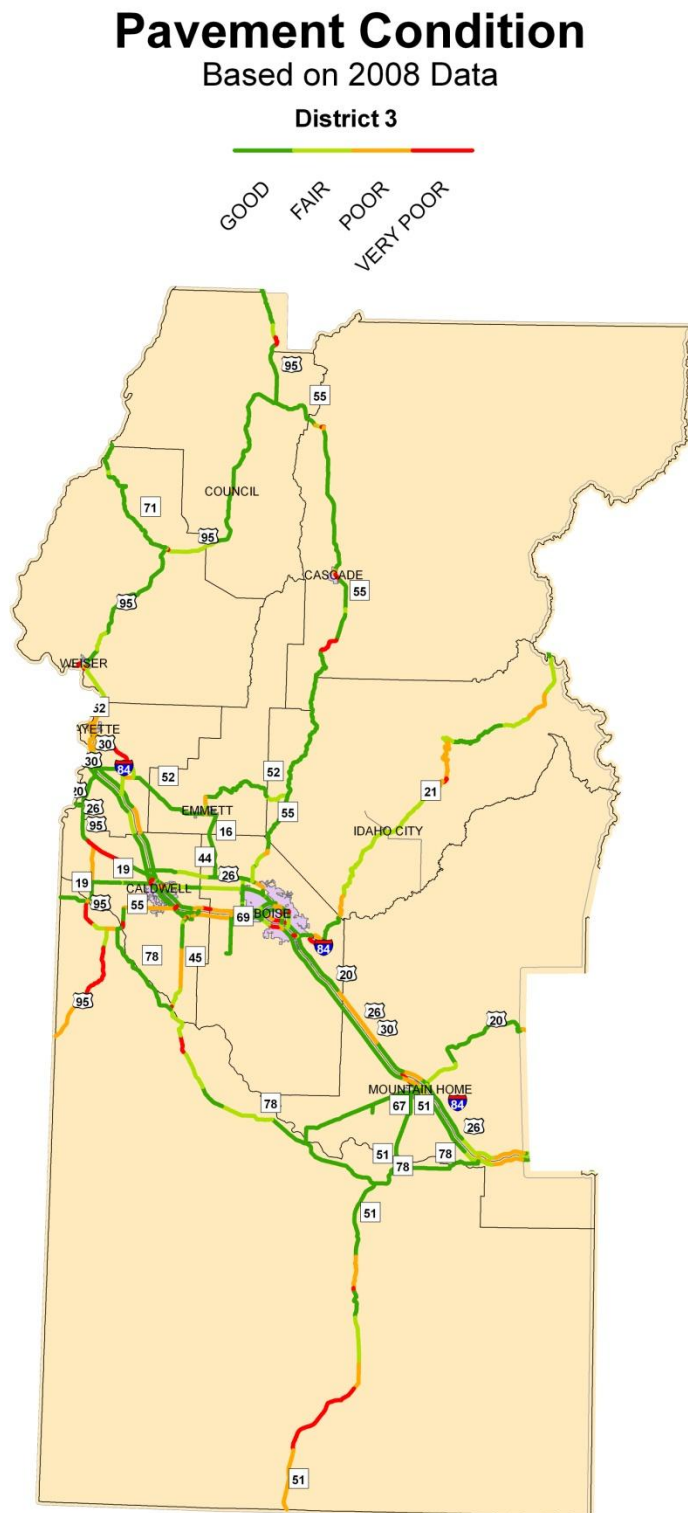 Pavement Condition
Based on 2008 Data
District 3
GOOD
FAIR
POOR
VERY POOR
95
55
COUNCIL
71
95
CASCADE
55
95
WEISER
52
AYETTE
30
30
84
52
52
20
26
EMMETT
55
21
95
16
IDAHO CITY
44
26
19
19
CALDWELL
95
55
69
BOISE
84
78
45
20
95
26
30
20
MOUNTAIN HOME
78
67
51
84
26
51
78
78
51
51